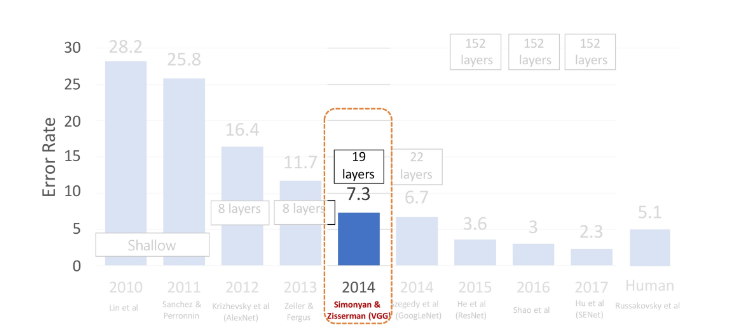 152 layers
152 layers
152 layers
30
28.2
25.8
25
20
16.4
15
11.7
19 layers
22 layers
10
7.3
6.7
8 layers
8 layers
5
3.6
3
2.3
5.1
Shallow
0
Error Rate
2010
2011
2012
2013
2014
2014
2015
2016
2017
Human
Lin et al
Sanchez & Perronnin
Krizhevsky et al (AlexNet)
Zeiler & Fergus
Simonyan & Zisserman (VGG)
Szegedy et al (GoogLeNet)
He et al (ResNet)
Shao et al
Hu et al (SENet)
Russakovsky et al